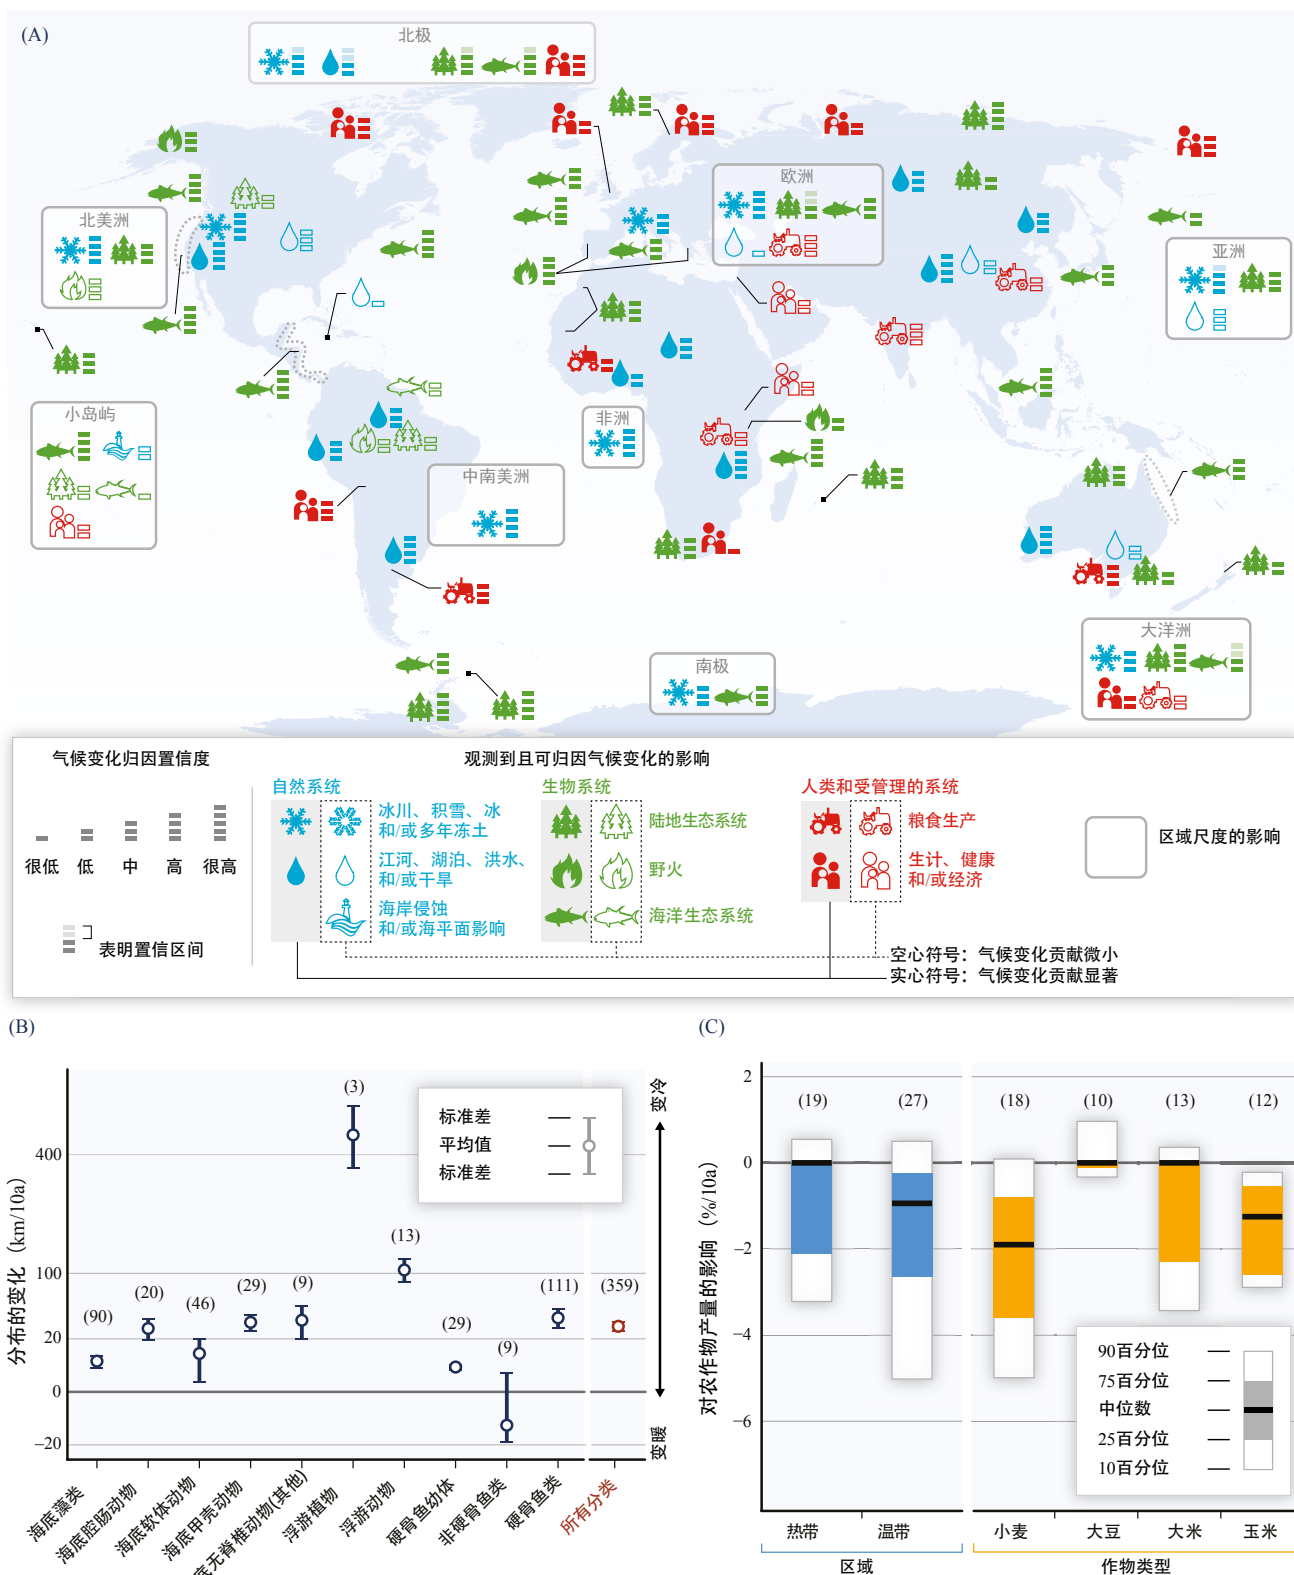 (A)
北极
欧洲
北美洲
亚洲
小岛屿
非洲
中南美洲
大洋洲
南极
气候变化归因置信度
很低
低
中
高
很高
表明置信区间
观测到且可归因气候变化的影响
自然系统
冰川、积雪、冰
和/或多年冻土
江河、湖泊、洪水、
和/或干旱
海岸侵蚀
和/或海平面影响
生物系统
陆地生态系统
野火
海洋生态系统
人类和受管理的系统
粮食生产
生计、健康
和/或经济
区域尺度的影响
空心符号：气候变化贡献微小
实心符号：气候变化贡献显著
(B)
分布的变化（km/10a）
400
100
20
0
−20
(90)
(20)
(46)
(29)
(9)
(3)
(13)
(29)
(9)
(111)
(359)
标准差
平均值
标准差
变冷
变暖
海底藻类
海底腔肠动物
海底软体动物
海底甲壳动物
底无脊椎动物(其他)
浮游植物
浮游动物
硬骨鱼幼体
非硬骨鱼类
硬骨鱼类
所有分类
(C)
对农作物产量的影响（%/10a）
2
0
−2
−4
−6
(19)
(27)
(18)
(10)
(13)
(12)
90百分位
75百分位
中位数
25百分位
10百分位
热带
温带
小麦
大豆
大米
玉米
区域
作物类型